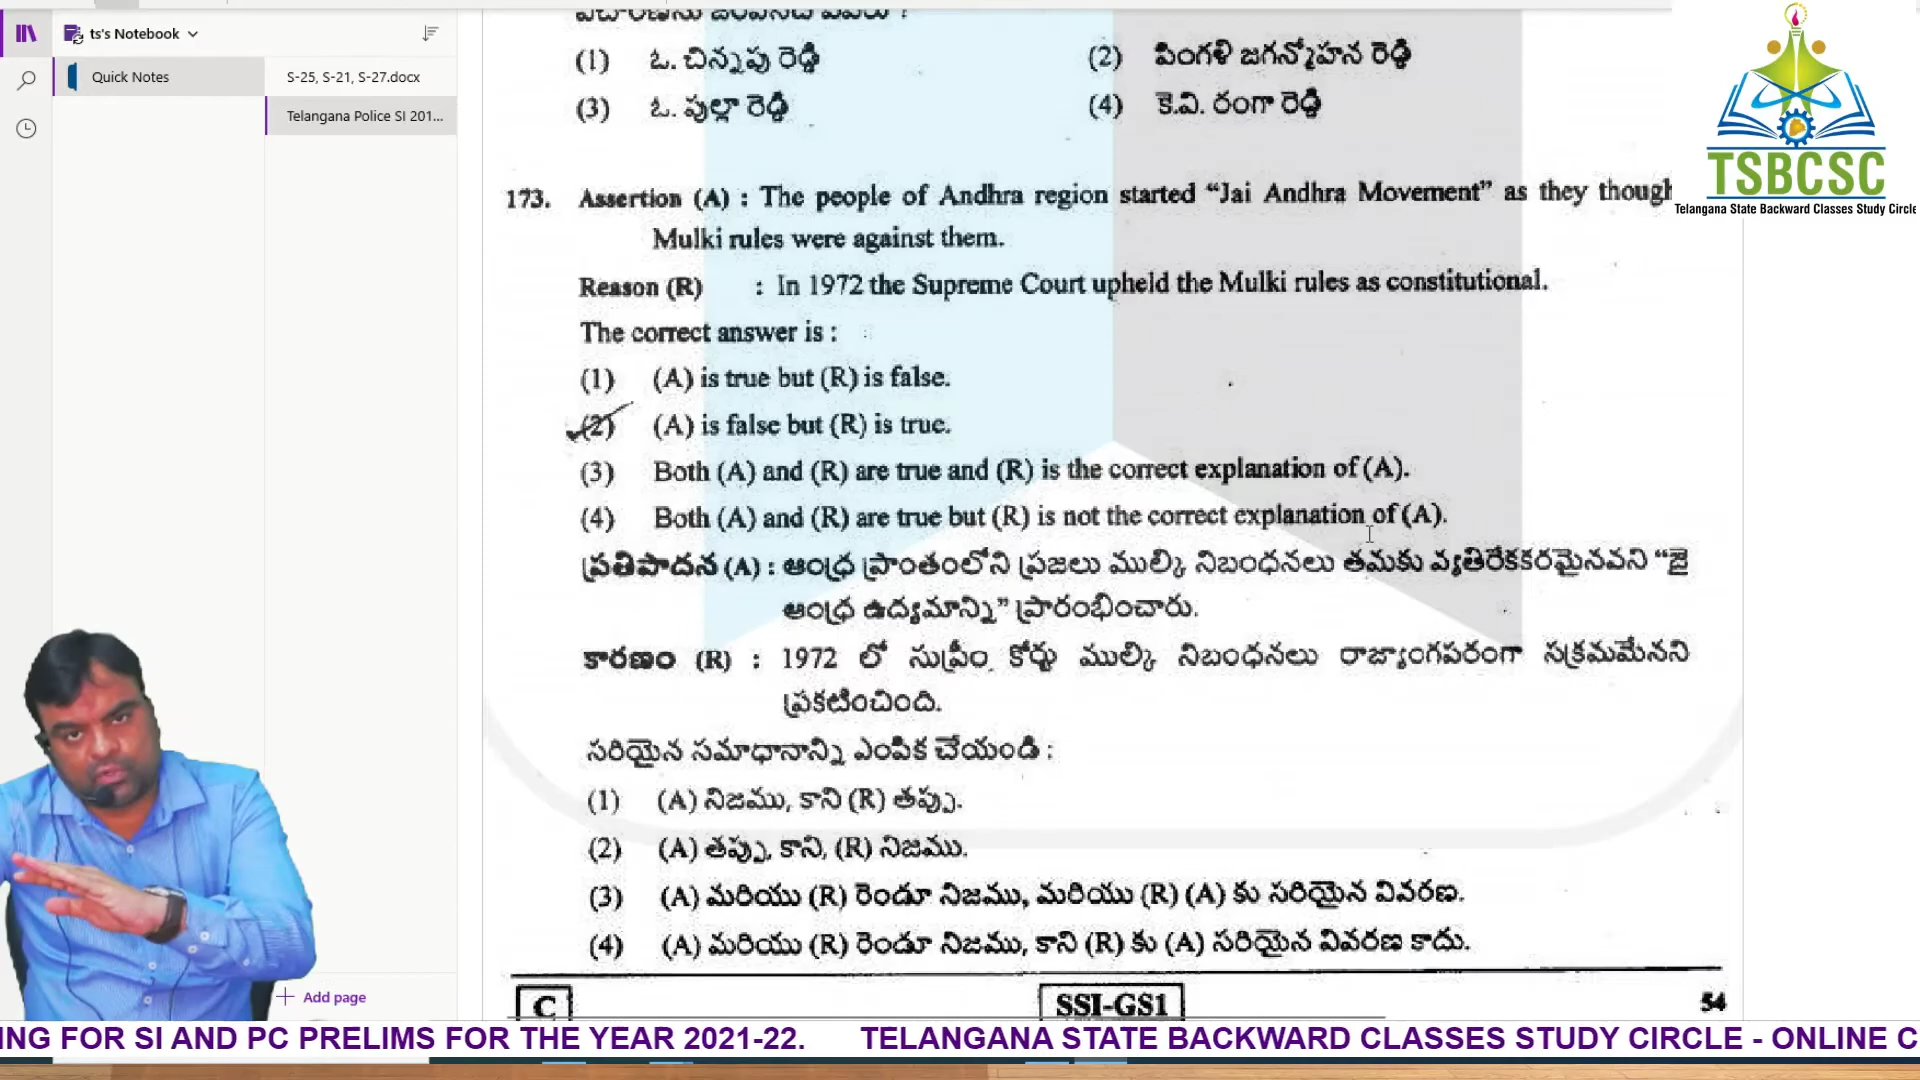 ts's Notebook
Quick Notes
S-25, S-21, S-27.docx
Telangana Police SI 201...
(1) ఓ. చిన్నపు రెడ్డి (2) పింగళి జగన్మోహన రెడ్డి
(3) ఓ. పుల్లా రెడ్డి (4) కె.వి. రంగా రెడ్డి
TSBCSC
Telangana State Backward Classes Study Circle
173. Assertion (A) : The people of Andhra region started “Jai Andhra Movement” as they though
Mulki rules were against them.
Reason (R) : In 1972 the Supreme Court upheld the Mulki rules as constitutional.
The correct answer is :
(1) (A) is true but (R) is false.
(2) (A) is false but (R) is true.
(3) Both (A) and (R) are true and (R) is the correct explanation of (A).
(4) Both (A) and (R) are true but (R) is not the correct explanation of (A).
ప్రతిపాదన (A) : ఆంధ్ర ప్రాంతంలోని ప్రజలు ముల్కి నిబంధనలు తమకు వ్యతిరేకకరమైనవని “జై
ఆంధ్ర ఉద్యమాన్ని” ప్రారంభించారు.
కారణం (R) : 1972 లో సుప్రీం కోర్టు ముల్కి నిబంధనలు రాజ్యాంగపరంగా సక్రమమేనని
ప్రకటించింది.
సరియైన సమాధానాన్ని ఎంపిక చేయండి :
(1) (A) నిజము, కాని (R) తప్పు.
(2) (A) తప్పు, కాని, (R) నిజము.
(3) (A) మరియు (R) రెండూ నిజము, మరియు (R) (A) కు సరియైన వివరణ.
(4) (A) మరియు (R) రెండూ నిజము, కాని (R) కు (A) సరియైన వివరణ కాదు.
Add page
C SSI-GS1 54
NG FOR SI AND PC PRELIMS FOR THE YEAR 2021-22. TELANGANA STATE BACKWARD CLASSES STUDY CIRCLE - ONLINE C